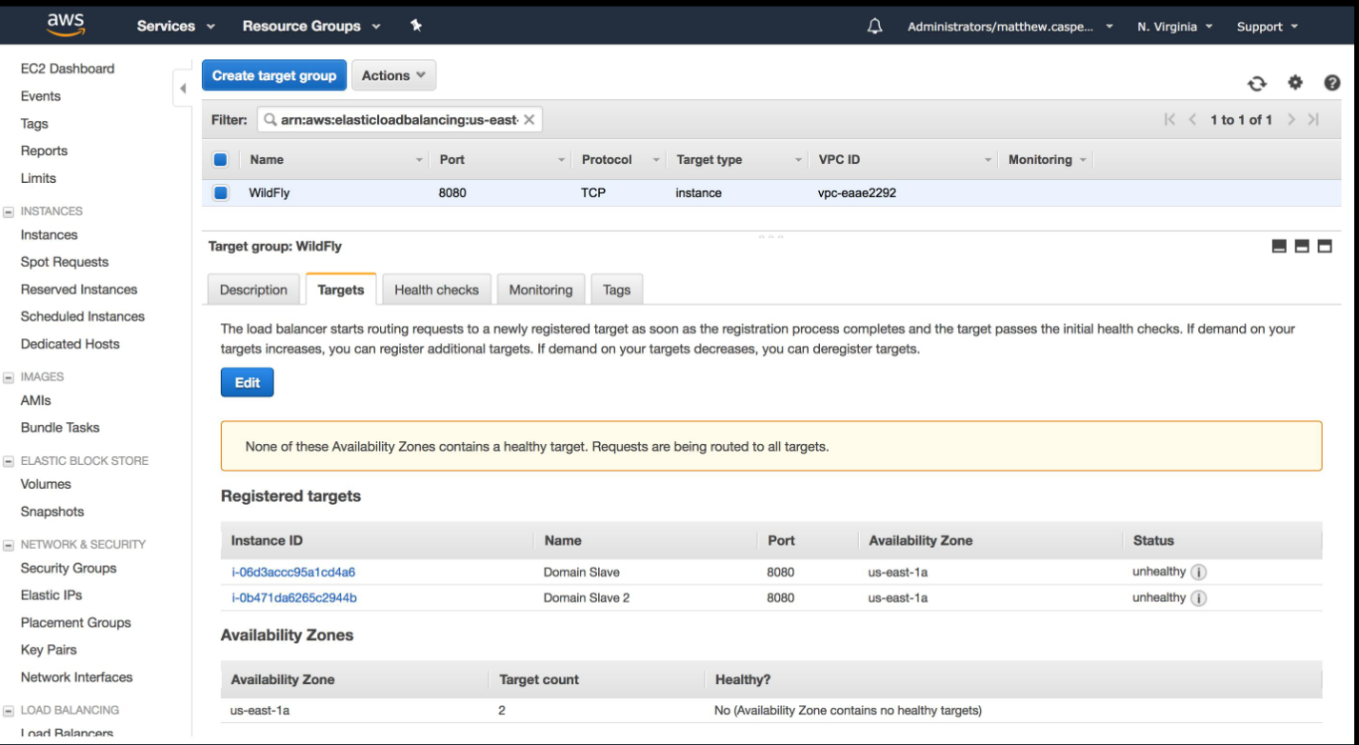 aws Services Resource Groups Administrators/matthew.caspe... N. Virginia Support
EC2 Dashboard
Events
Tags
Reports
Limits
INSTANCES
Instances
Spot Requests
Reserved Instances
Scheduled Instances
Dedicated Hosts
IMAGES
AMIs
Bundle Tasks
ELASTIC BLOCK STORE
Volumes
Snapshots
NETWORK & SECURITY
Security Groups
Elastic IPs
Placement Groups
Key Pairs
Network Interfaces
LOAD BALANCING
Load Balancers
Create target group Actions
Filter: arn:aws:elasticloadbalancing:us-east- 1 to 1 of 1
Name Port Protocol Target type VPC ID Monitoring
WildFly 8080 TCP instance vpc-eaae2292
Target group: WildFly
Description Targets Health checks Monitoring Tags
The load balancer starts routing requests to a newly registered target as soon as the registration process completes and the target passes the initial health checks. If demand on your
targets increases, you can register additional targets. If demand on your targets decreases, you can deregister targets.
Edit
None of these Availability Zones contains a healthy target. Requests are being routed to all targets.
Registered targets
Instance ID Name Port Availability Zone Status
i-06d3accc95a1cd4a6 Domain Slave 8080 us-east-1a unhealthy
i-0b471da6265c2944b Domain Slave 2 8080 us-east-1a unhealthy
Availability Zones
Availability Zone Target count Healthy?
us-east-1a 2 No (Availability Zone contains no healthy targets)